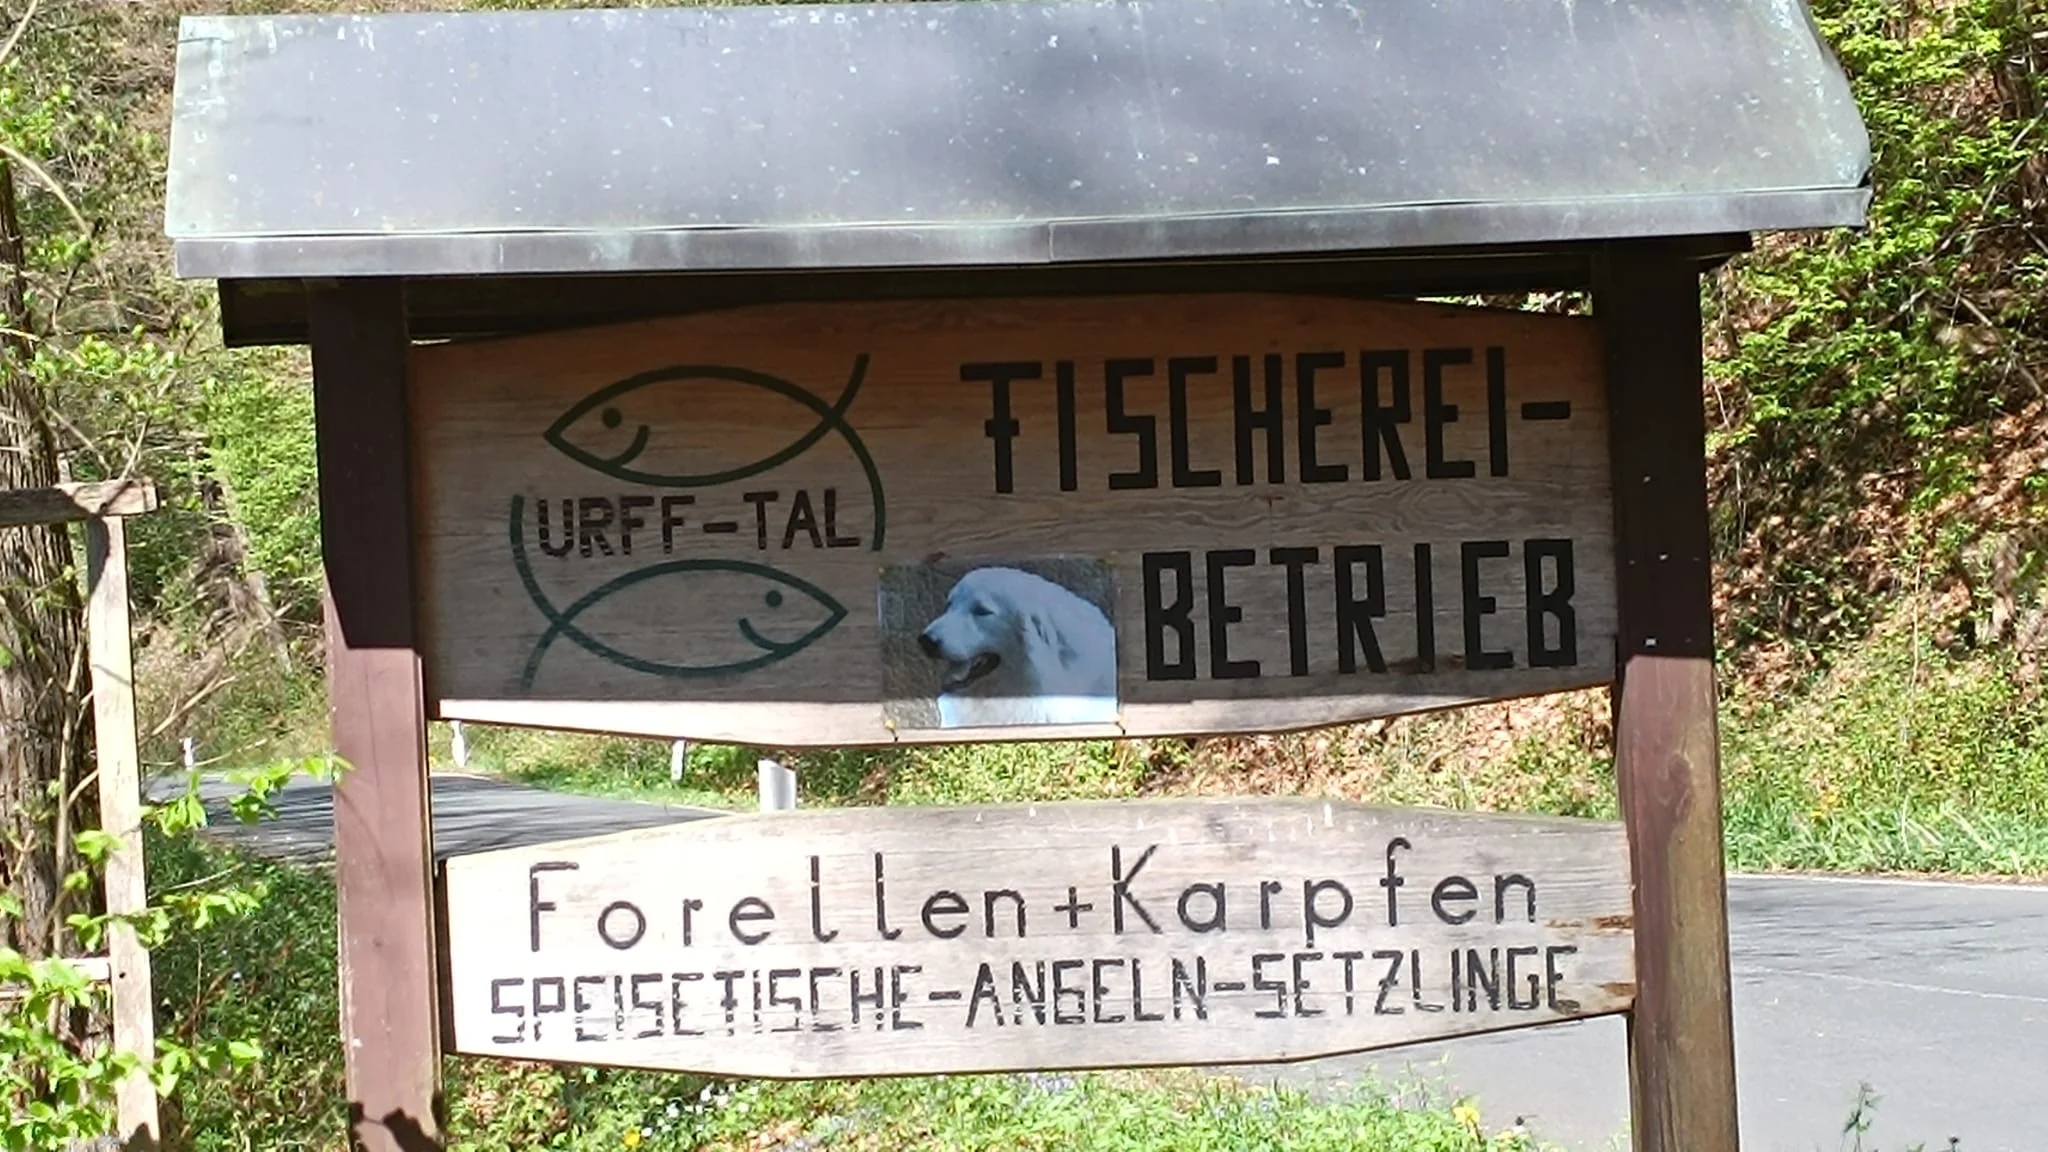 URFF-TAL
FISCHEREI-
BETRIEB
Forellen+Karpfen
SPEISEFISCHE-ANGELN-SETZLINGE